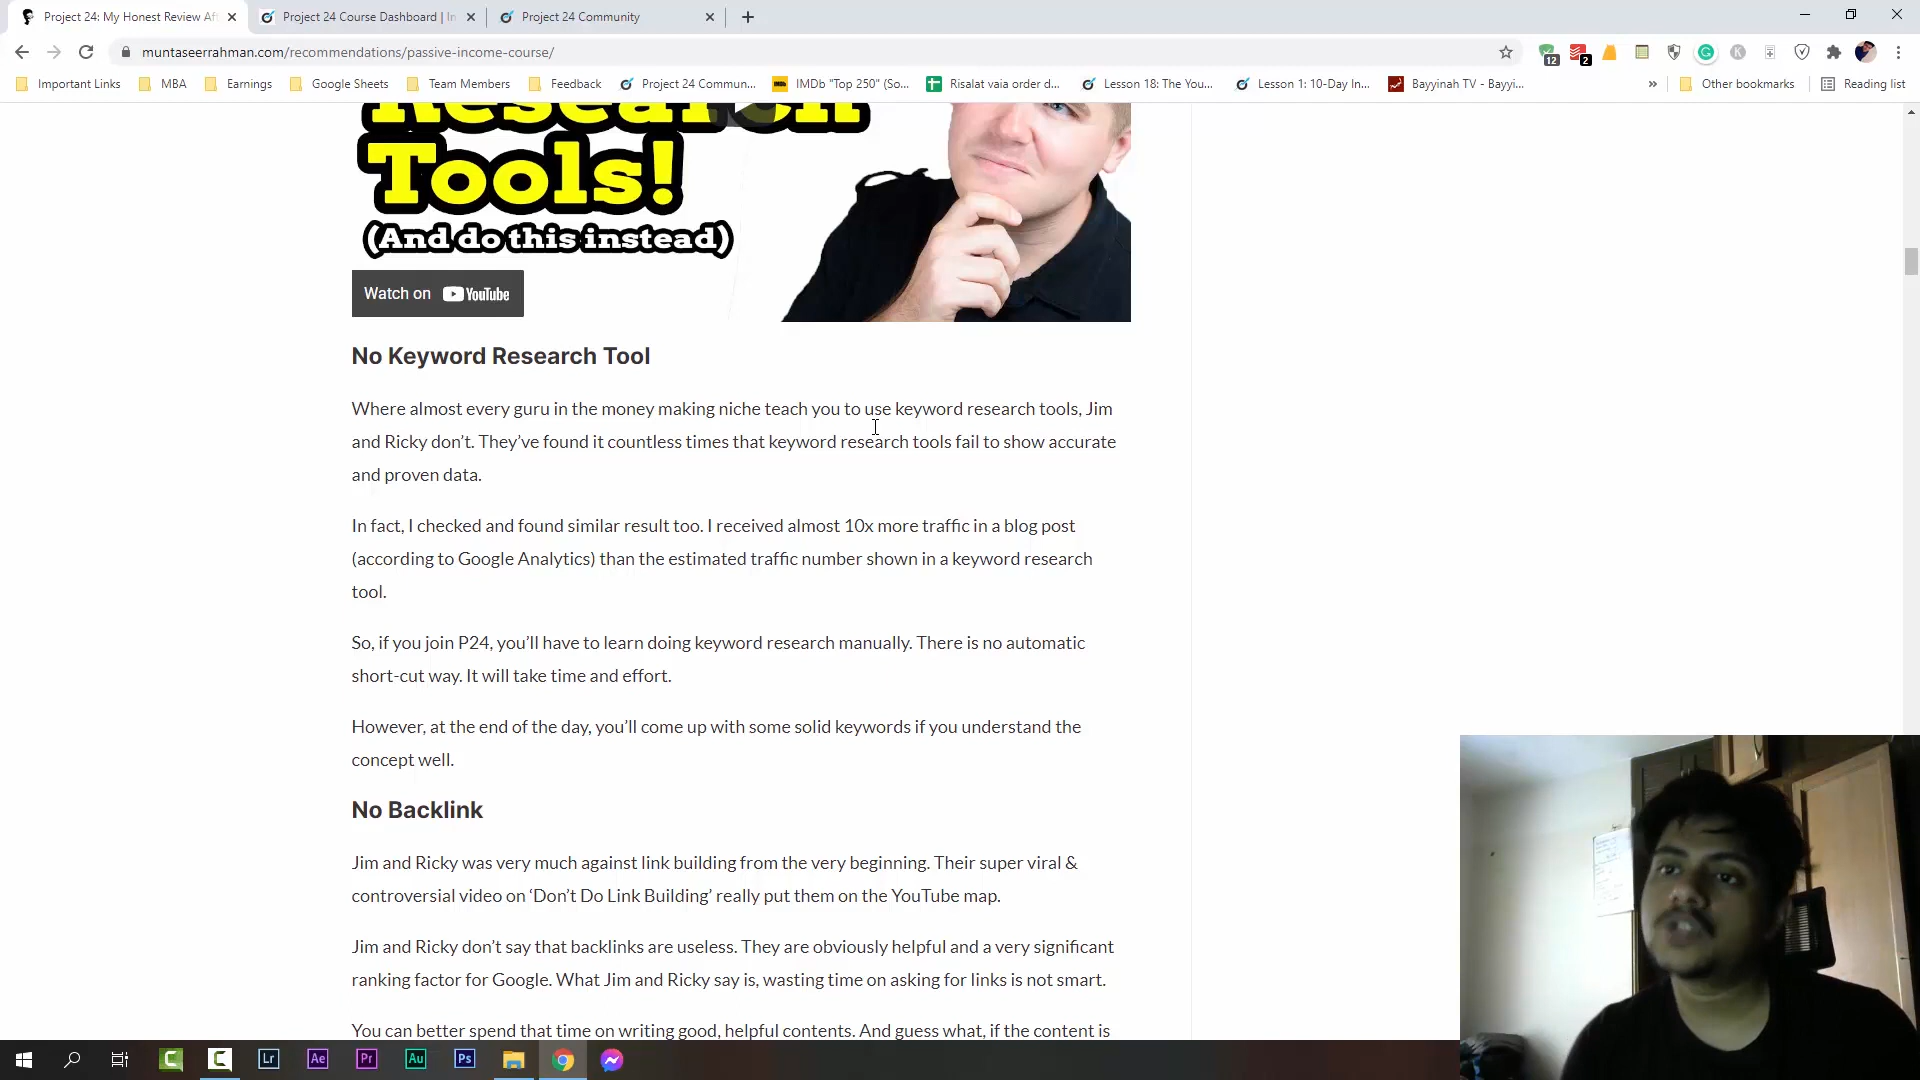 Project 24: My Honest Review Af
Project 24 Course Dashboard | In
Project 24 Community
muntaseerrahman.com/recommendations/passive-income-course/
12
2
Important Links
MBA
Earnings
Google Sheets
Team Members
Feedback
Project 24 Commun...
IMDb "Top 250" (So...
Risalat vaia order d...
Lesson 18: The You...
Lesson 1: 10-Day In...
Bayyinah TV - Bayyi...
»
Other bookmarks
Reading list
Research
Tools!
(And do this instead)
Watch on YouTube
No Keyword Research Tool
Where almost every guru in the money making niche teach you to use keyword research tools, Jim
and Ricky don’t. They’ve found it countless times that keyword research tools fail to show accurate
and proven data.
In fact, I checked and found similar result too. I received almost 10x more traffic in a blog post
(according to Google Analytics) than the estimated traffic number shown in a keyword research
tool.
So, if you join P24, you’ll have to learn doing keyword research manually. There is no automatic
short-cut way. It will take time and effort.
However, at the end of the day, you’ll come up with some solid keywords if you understand the
concept well.
No Backlink
Jim and Ricky was very much against link building from the very beginning. Their super viral &
controversial video on ‘Don’t Do Link Building’ really put them on the YouTube map.
Jim and Ricky don’t say that backlinks are useless. They are obviously helpful and a very significant
ranking factor for Google. What Jim and Ricky say is, wasting time on asking for links is not smart.
You can better spend that time on writing good, helpful contents. And guess what, if the content is
Lr
Ae
Pr
Au
Ps